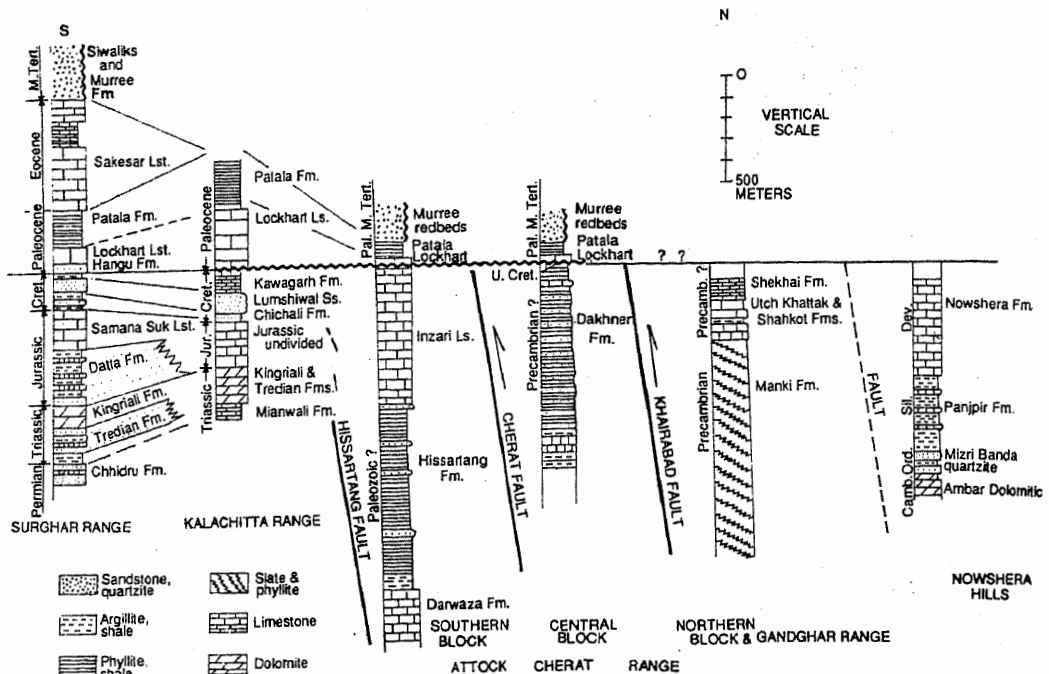 S
N
M. Tert.
Eocene
Paleocene
Cret.
Jurassic
Triassic
Permian
Siwaliks
and
Murree
Fm
Sakesar Lst.
Patala Fm.
Lockhart Lst.
Hangu Fm.
Samana Suk Lst.
Datta Fm.
Kingriali Fm.
Tredian Fm.
Chhidru Fm.
SURGHAR RANGE
Paleocene
Cret.
Jur.
Triassic
Patala Fm.
Lockhart Ls.
Kawagarh Fm.
Lumshiwal Ss.
Chichali Fm.
Jurassic
undivided
Kingriali &
Tredian Fms.
Mianwali Fm.
KALACHITTA RANGE
HISSARTANG FAULT
Pal. M. Tert.
Paleozoic ?
Murree
redbeds
Patala
Lockhart
Inzari Ls.
Hissartang
Fm.
Darwaza Fm.
SOUTHERN
BLOCK
CHERAT FAULT
Pal. M. Tert.
U. Cret.
Precambrian ?
Murree
redbeds
Patala
Lockhart
Dakhner
Fm.
CENTRAL
BLOCK
KHAIRABAD FAULT
? ?
Precamb. ?
Precambrian
Shekhai Fm.
Utch Khattak &
Shahkot Fms.
Manki Fm.
NORTHERN
BLOCK & GANDGHAR RANGE
ATTOCK CHERAT RANGE
FAULT
Dev.
Sil.
Ord.
Camb.
Nowshera Fm.
Panjpir Fm.
Mizri Banda
quartzite
Ambar Dolomitic
NOWSHERA
HILLS
0
VERTICAL
SCALE
500
METERS
Sandstone,
quartzite
Argillite,
shale
Phyllite,
shale
Slate &
phyllite
Limestone
Dolomite